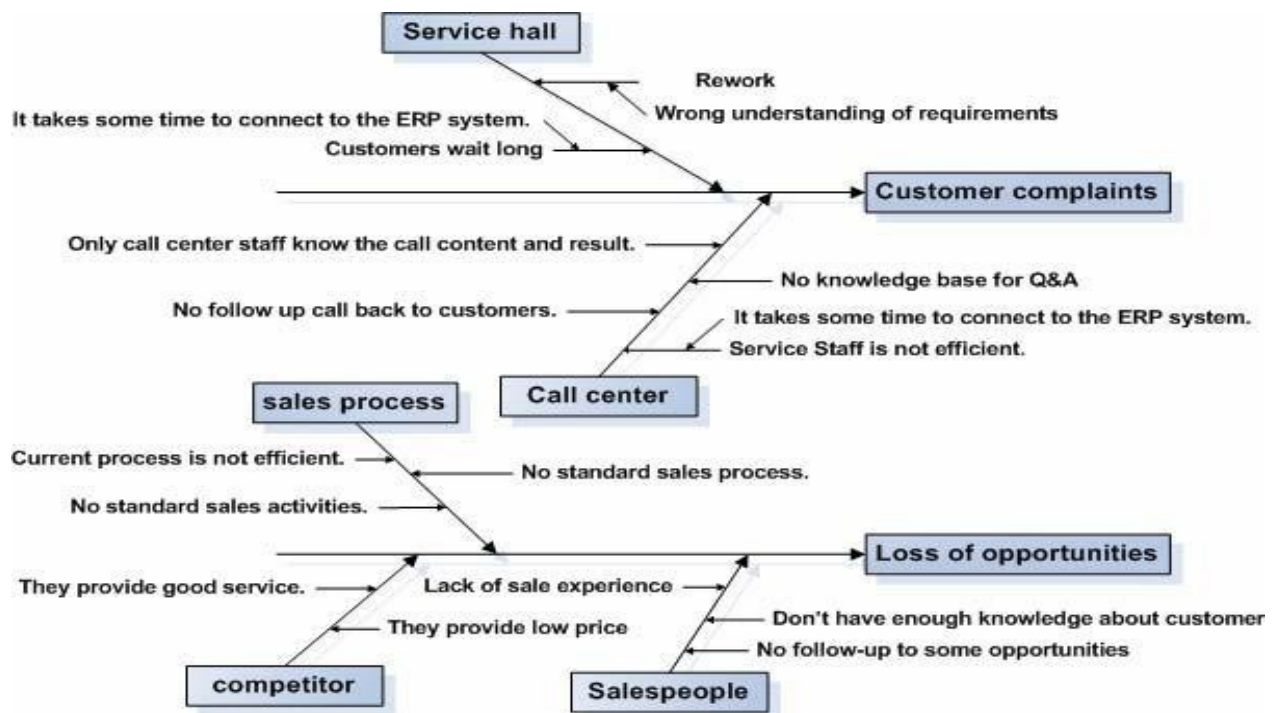 Service hall
Rework
Wrong understanding of requirements
It takes some time to connect to the ERP system.
Customers wait long
Customer complaints
Only call center staff know the call content and result.
No knowledge base for Q&A
No follow up call back to customers.
It takes some time to connect to the ERP system.
Service Staff is not efficient.
Call center
sales process
Current process is not efficient.
No standard sales process.
No standard sales activities.
Loss of opportunities
They provide good service.
Lack of sale experience
They provide low price
Don't have enough knowledge about customer
No follow-up to some opportunities
competitor
Salespeople